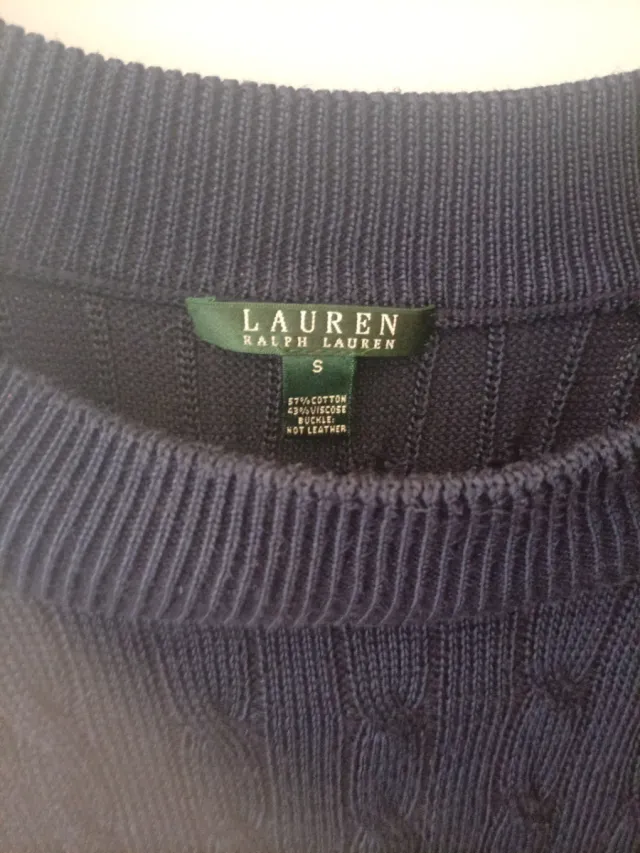 LAUREN
RALPH LAUREN
S
57% COTTON
43% VISCOSE
BUCKLE:
NOT LEATHER